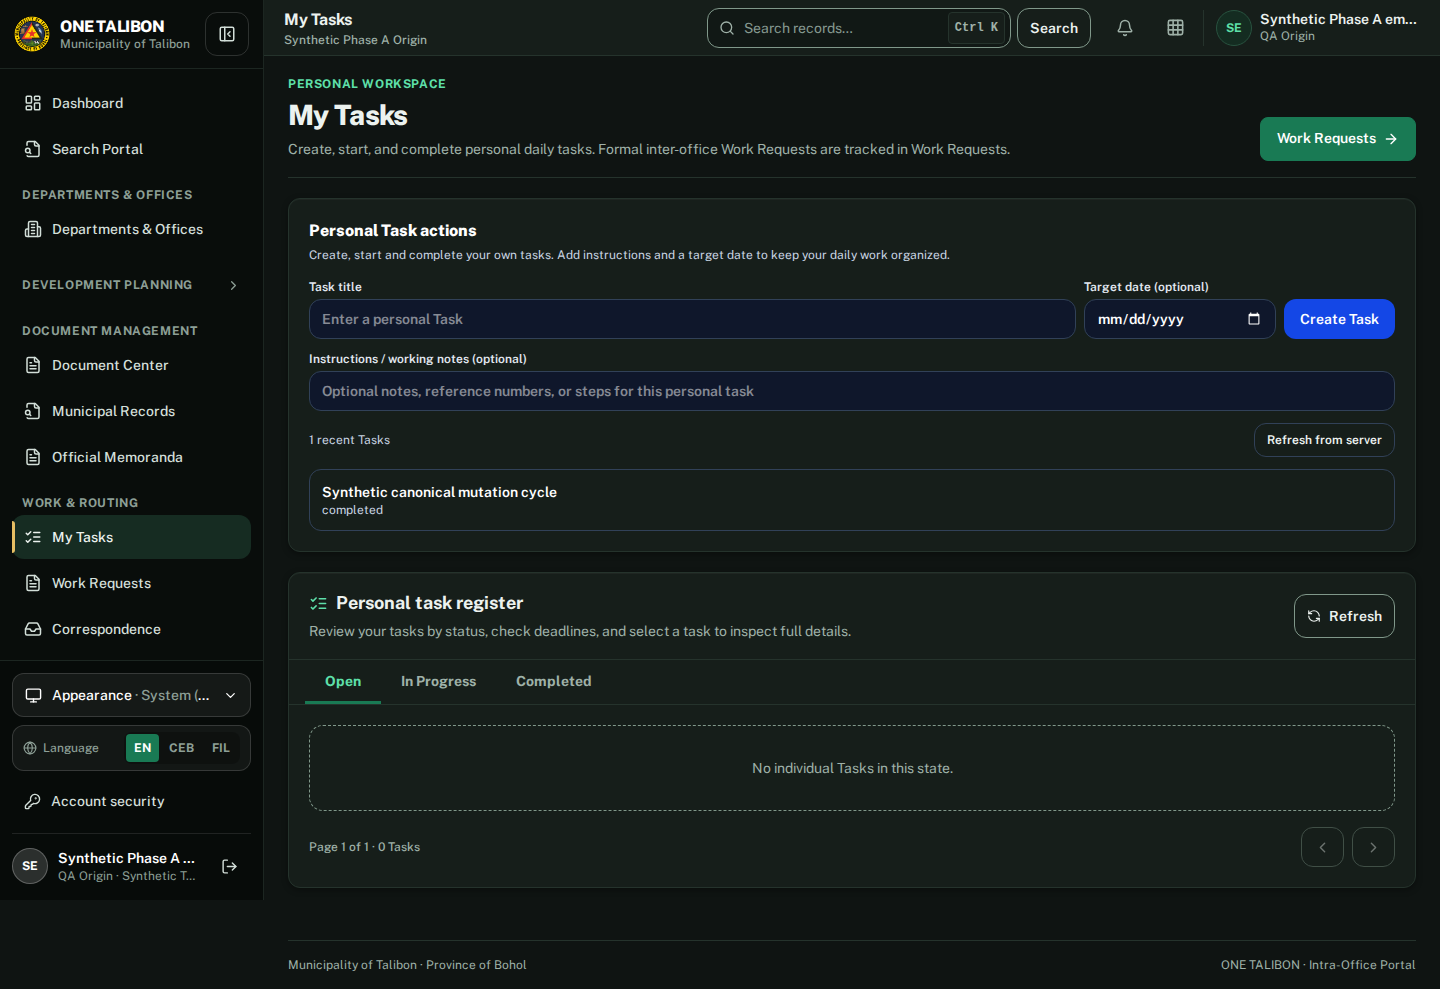 ONE TALIBON
Municipality of Talibon
Dashboard
Search Portal
DEPARTMENTS & OFFICES
Departments & Offices
DEVELOPMENT PLANNING
DOCUMENT MANAGEMENT
Document Center
Municipal Records
Official Memoranda
WORK & ROUTING
My Tasks
Work Requests
Correspondence
Appearance · System (...
Language EN CEB FIL
Account security
SE
Synthetic Phase A ...
QA Origin · Synthetic T...
My Tasks
Synthetic Phase A Origin
Search records... Ctrl K
Search
SE
Synthetic Phase A em...
QA Origin
PERSONAL WORKSPACE
My Tasks
Create, start, and complete personal daily tasks. Formal inter-office Work Requests are tracked in Work Requests.
Work Requests
Personal Task actions
Create, start and complete your own tasks. Add instructions and a target date to keep your daily work organized.
Task title
Target date (optional)
Enter a personal Task
mm/dd/yyyy
Create Task
Instructions / working notes (optional)
Optional notes, reference numbers, or steps for this personal task
1 recent Tasks
Refresh from server
Synthetic canonical mutation cycle
completed
Personal task register
Review your tasks by status, check deadlines, and select a task to inspect full details.
Refresh
Open In Progress Completed
No individual Tasks in this state.
Page 1 of 1 · 0 Tasks
Municipality of Talibon · Province of Bohol
ONE TALIBON · Intra-Office Portal